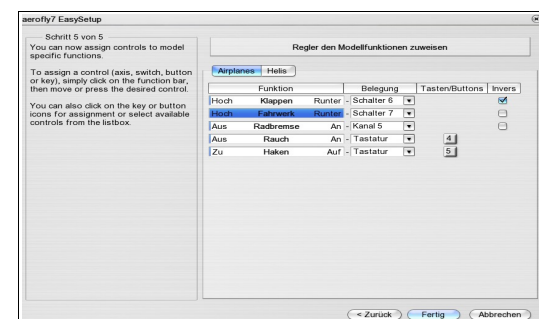 aerofly7 EasySetup
Schritt 5 von 5
You can now assign controls to model
specific functions.
To assign a control (axis, switch, button
or key), simply click on the function bar,
then move or press the desired control.
You can also click on the key or button
icons for assignment or select available
controls from the listbox.
Regler den Modellfunktionen zuweisen
Airplanes Helis
Funktion Belegung Tasten/Buttons Invers
Hoch Klappen Runter - Schalter 6
Hoch Fahrwerk Runter - Schalter 7
Aus Radbremse An - Kanal 5
Aus Rauch An - Tastatur 4
Zu Haken Auf - Tastatur 5
< Zurück Fertig Abbrechen